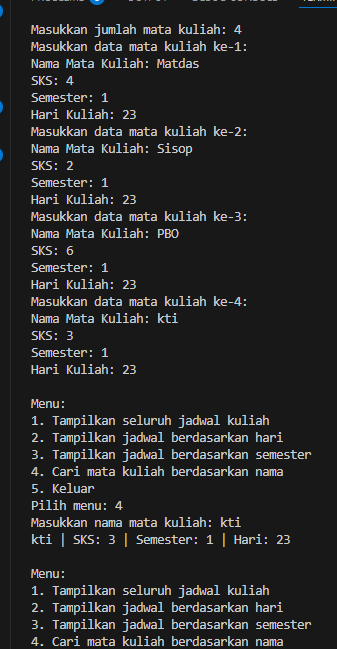 Masukkan jumlah mata kuliah: 4
Masukkan data mata kuliah ke-1:
Nama Mata Kuliah: Matdas
SKS: 4
Semester: 1
Hari Kuliah: 23
Masukkan data mata kuliah ke-2:
Nama Mata Kuliah: Sisop
SKS: 2
Semester: 1
Hari Kuliah: 23
Masukkan data mata kuliah ke-3:
Nama Mata Kuliah: PBO
SKS: 6
Semester: 1
Hari Kuliah: 23
Masukkan data mata kuliah ke-4:
Nama Mata Kuliah: kti
SKS: 3
Semester: 1
Hari Kuliah: 23
Menu:
1. Tampilkan seluruh jadwal kuliah
2. Tampilkan jadwal berdasarkan hari
3. Tampilkan jadwal berdasarkan semester
4. Cari mata kuliah berdasarkan nama
5. Keluar
Pilih menu: 4
Masukkan nama mata kuliah: kti
kti | SKS: 3 | Semester: 1 | Hari: 23
Menu:
1. Tampilkan seluruh jadwal kuliah
2. Tampilkan jadwal berdasarkan hari
3. Tampilkan jadwal berdasarkan semester
4. Cari mata kuliah berdasarkan nama